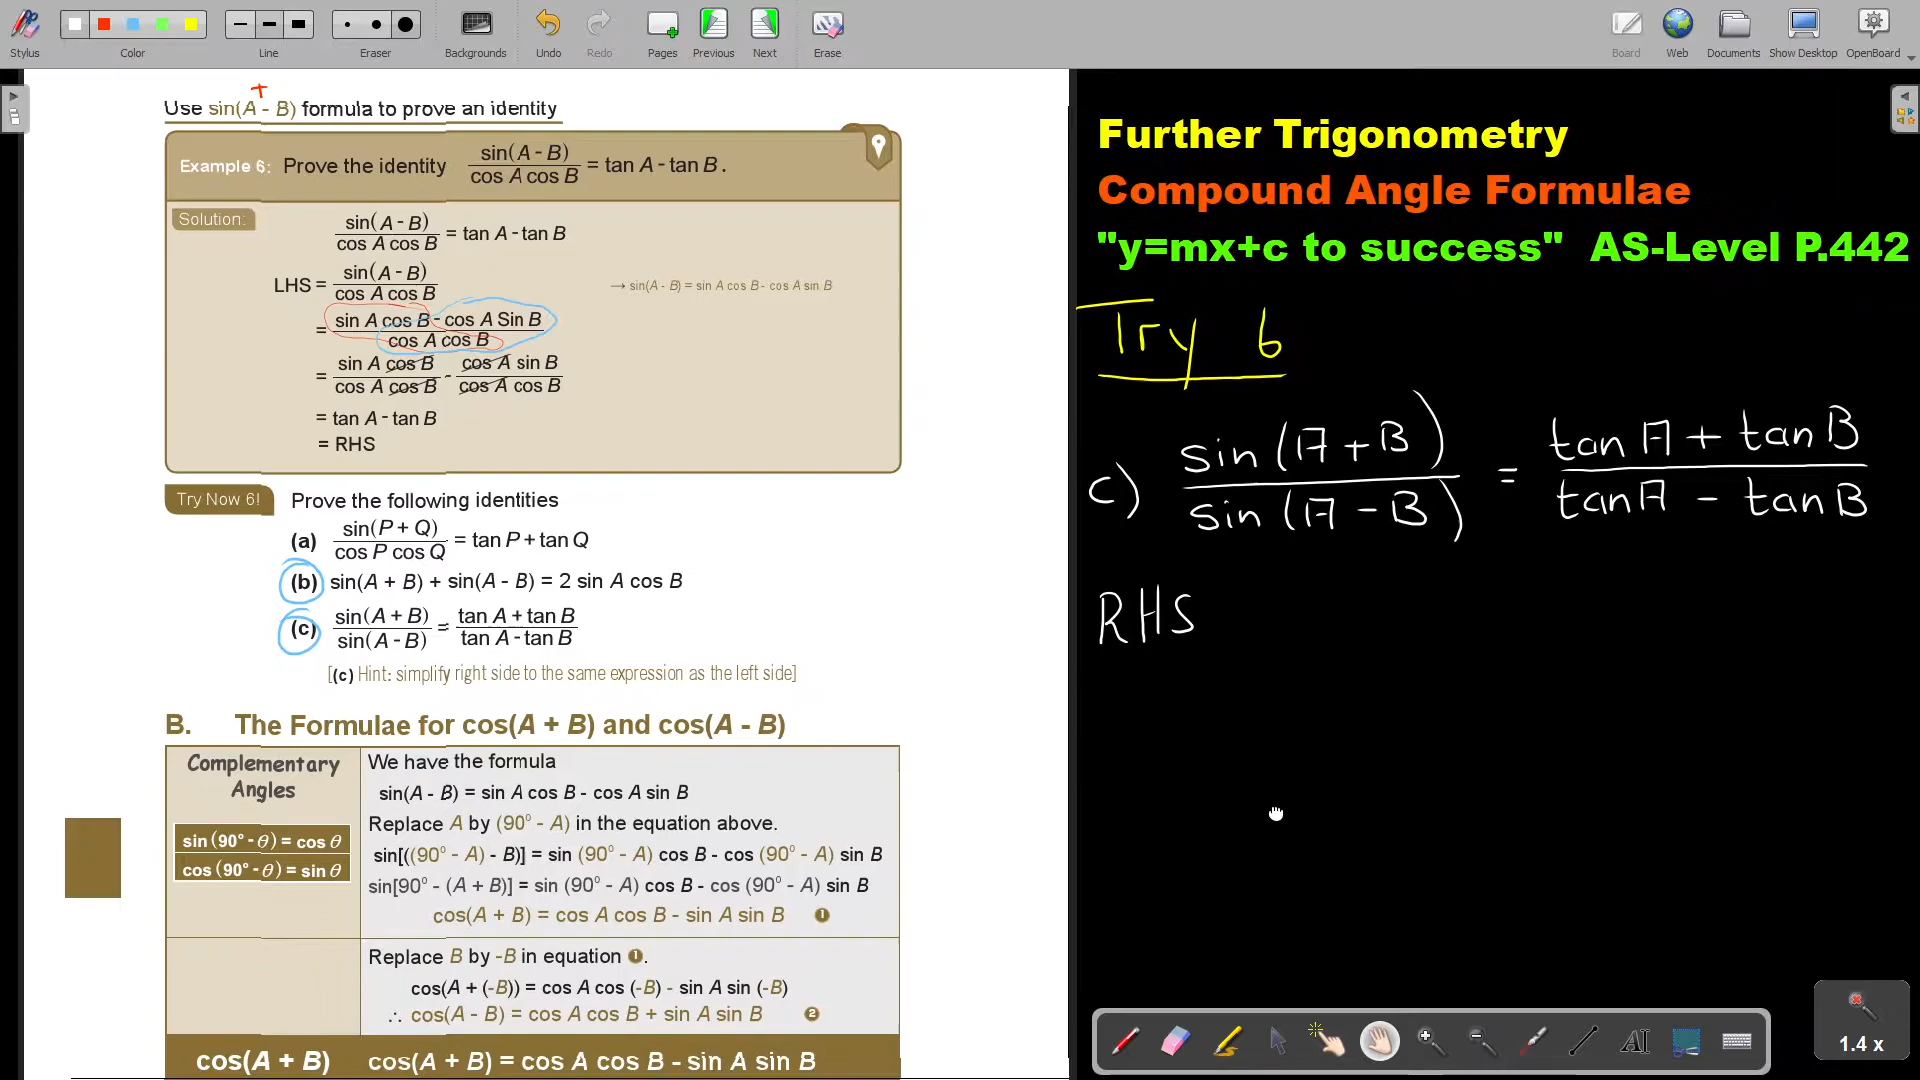 Stylus
Color
Line
Eraser
Backgrounds
Undo
Redo
Pages
Previous
Next
Erase
Board
Web
Documents
Show Desktop
OpenBoard
+
Use sin(A - B) formula to prove an identity
Example 6: Prove the identity sin(A - B) / cos A cos B = tan A - tan B .
Solution:
sin(A - B) / cos A cos B = tan A - tan B
LHS = sin(A - B) / cos A cos B → sin(A - B) = sin A cos B - cos A sin B
= sin A cos B - cos A Sin B / cos A cos B
= sin A cos B / cos A cos B - cos A sin B / cos A cos B
= tan A - tan B
= RHS
Try Now 6! Prove the following identities
(a) sin(P + Q) / cos P cos Q = tan P + tan Q
(b) sin(A + B) + sin(A - B) = 2 sin A cos B
(c) sin(A + B) / sin(A - B) = tan A + tan B / tan A - tan B
[(c) Hint: simplify right side to the same expression as the left side]
B. The Formulae for cos(A + B) and cos(A - B)
Complementary
Angles
sin(90° - θ) = cos θ
cos(90° - θ) = sin θ
We have the formula
sin(A - B) = sin A cos B - cos A sin B
Replace A by (90° - A) in the equation above.
sin[((90° - A) - B)] = sin (90° - A) cos B - cos (90° - A) sin B
sin[90° - (A + B)] = sin (90° - A) cos B - cos (90° - A) sin B
cos(A + B) = cos A cos B - sin A sin B 1
Replace B by -B in equation 1.
cos(A + (-B)) = cos A cos (-B) - sin A sin (-B)
∴ cos(A - B) = cos A cos B + sin A sin B 2
cos(A + B) cos(A + B) = cos A cos B - sin A sin B
Further Trigonometry
Compound Angle Formulae
"y=mx+c to success" AS-Level P.442
Try 6
c) sin (A + B) / sin (A - B) = tan A + tan B / tan A - tan B
RHS
AI
1.4 x